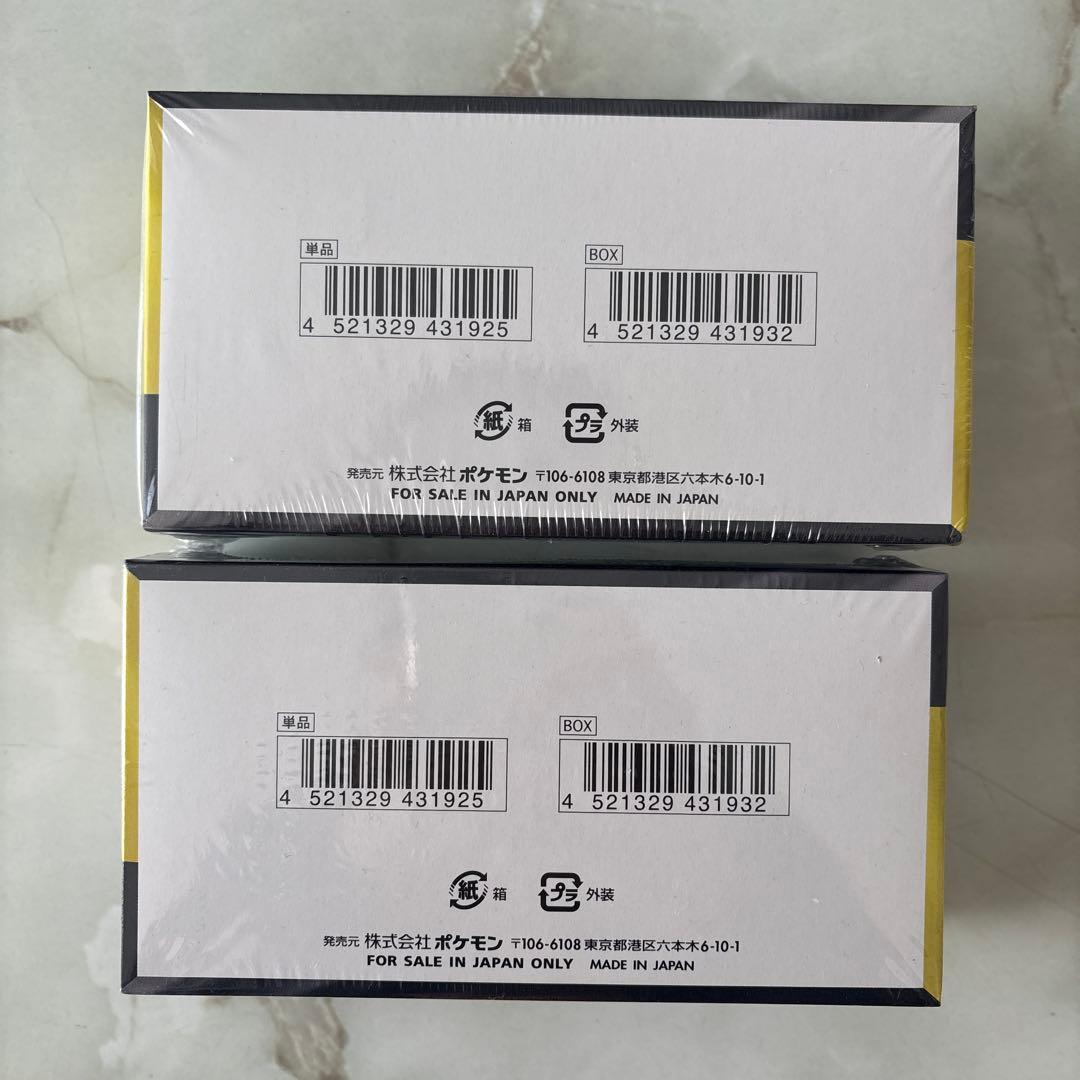 単品
BOX
4 521329 431925
4 521329 431932
紙 箱
プラ 外装
発売元 株式会社ポケモン 〒106-6108 東京都港区六本木6-10-1
FOR SALE IN JAPAN ONLY MADE IN JAPAN
単品
BOX
4 521329 431925
4 521329 431932
紙 箱
プラ 外装
発売元 株式会社ポケモン 〒106-6108 東京都港区六本木6-10-1
FOR SALE IN JAPAN ONLY MADE IN JAPAN